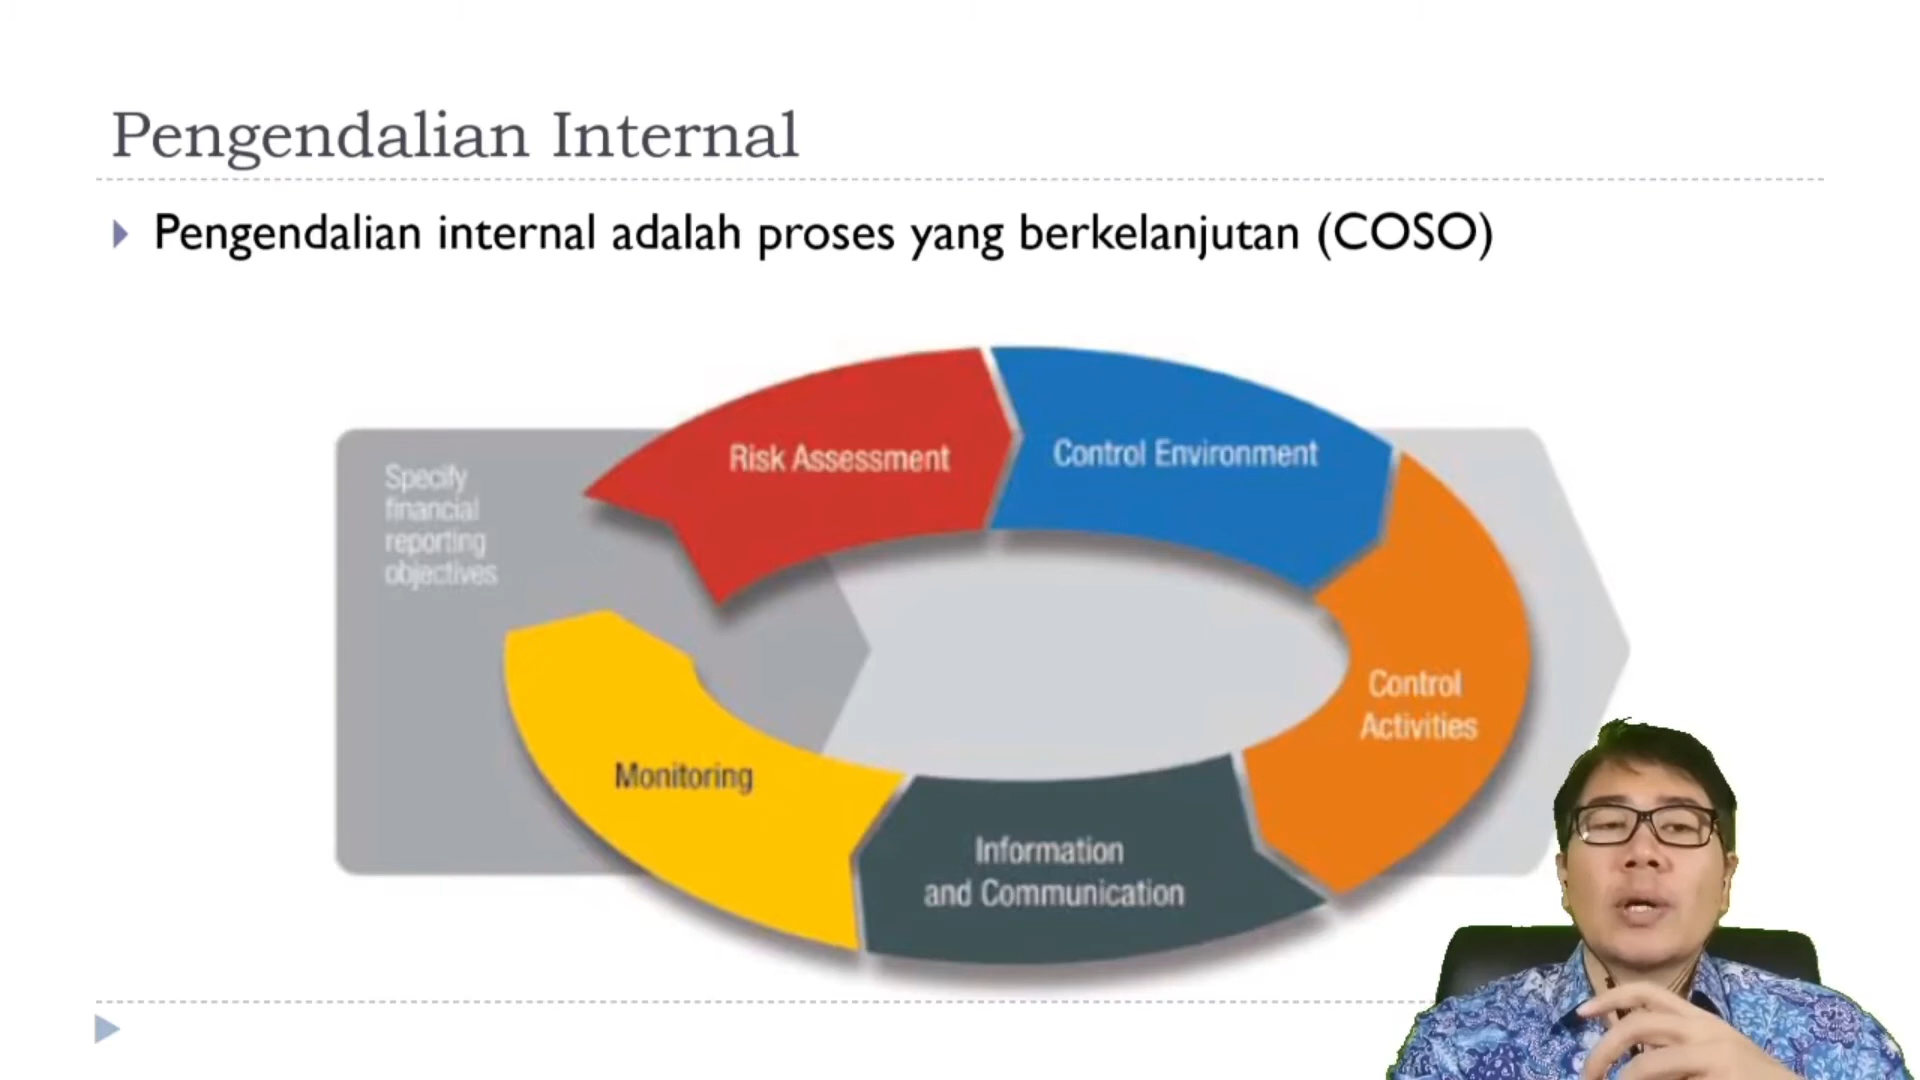 Pengendalian Internal
Pengendalian internal adalah proses yang berkelanjutan (COSO)
Specify
financial
reporting
objectives
Risk Assessment
Control Environment
Control
Activities
Information
and Communication
Monitoring